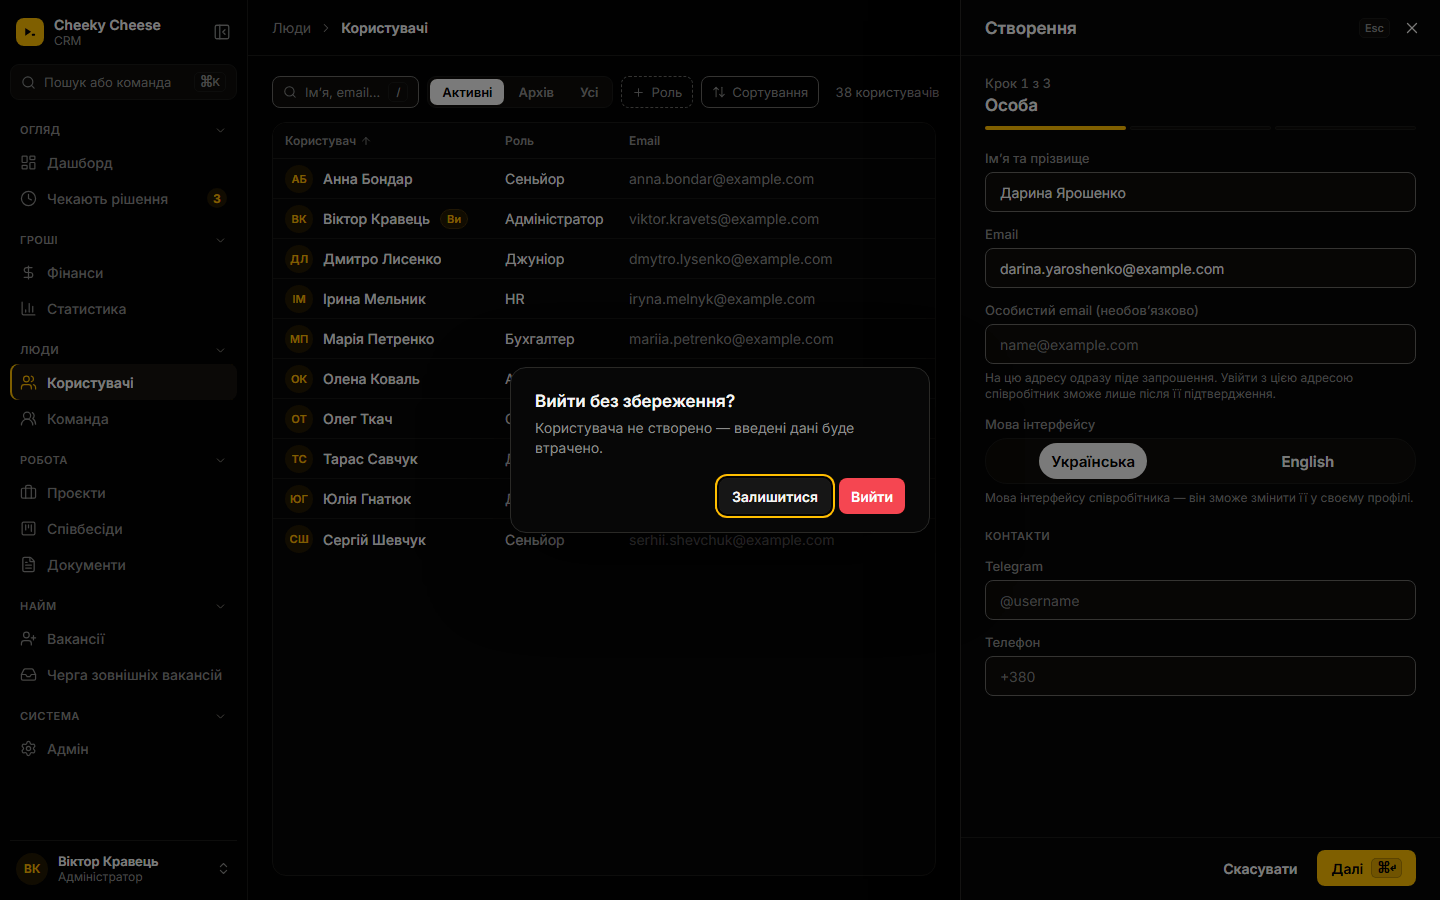 Cheeky Cheese
CRM
Пошук або команда
⌘K
ОГЛЯД
Дашборд
Чекають рішення
3
ГРОШІ
Фінанси
Статистика
ЛЮДИ
Користувачі
Команда
РОБОТА
Проєкти
Співбесіди
Документи
НАЙМ
Вакансії
Черга зовнішніх вакансій
СИСТЕМА
Адмін
ВК
Віктор Кравець
Адміністратор
Люди
Користувачі
Ім'я, email...
/
Активні
Архів
Усі
Роль
Сортування
38 користувачів
Користувач
Роль
Email
АБ Анна Бондар Сеньйор anna.bondar@example.com
ВК Віктор Кравець Ви Адміністратор viktor.kravets@example.com
ДЛ Дмитро Лисенко Джуніор dmytro.lysenko@example.com
ІМ Ірина Мельник HR iryna.melnyk@example.com
МП Марія Петренко Бухгалтер mariia.petrenko@example.com
ОК Олена Коваль
ОТ Олег Ткач
ТС Тарас Савчук
ЮГ Юлія Гнатюк
СШ Сергій Шевчук Сеньйор serhii.shevchuk@example.com
Вийти без збереження?
Користувача не створено — введені дані буде
втрачено.
Залишитися
Вийти
Створення
Esc
Крок 1 з 3
Особа
Ім'я та прізвище
Дарина Ярошенко
Email
darina.yaroshenko@example.com
Особистий email (необов'язково)
name@example.com
На цю адресу одразу піде запрошення. Увійти з цією адресою
співробітник зможе лише після її підтвердження.
Мова інтерфейсу
Українська
English
Мова інтерфейсу співробітника — він зможе змінити її у своєму профілі.
КОНТАКТИ
Telegram
@username
Телефон
+380
Скасувати
Далі ⌘↵